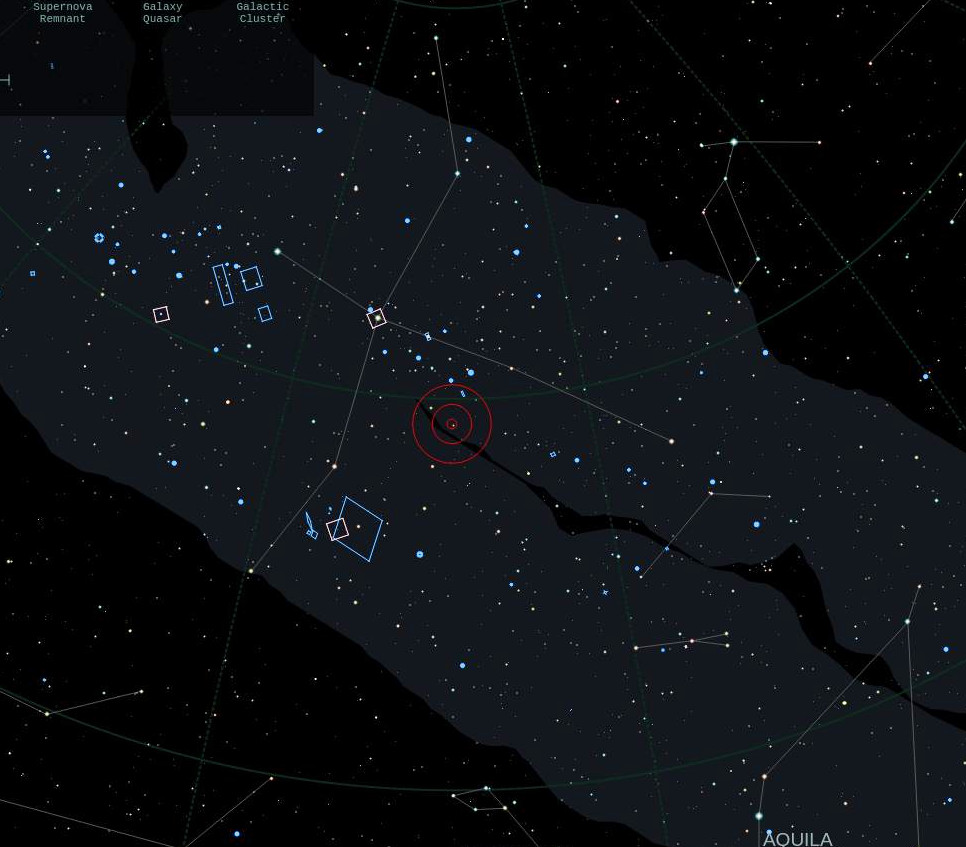 Supernova Remnant
Galaxy Quasar
Galactic Cluster
AQUILA